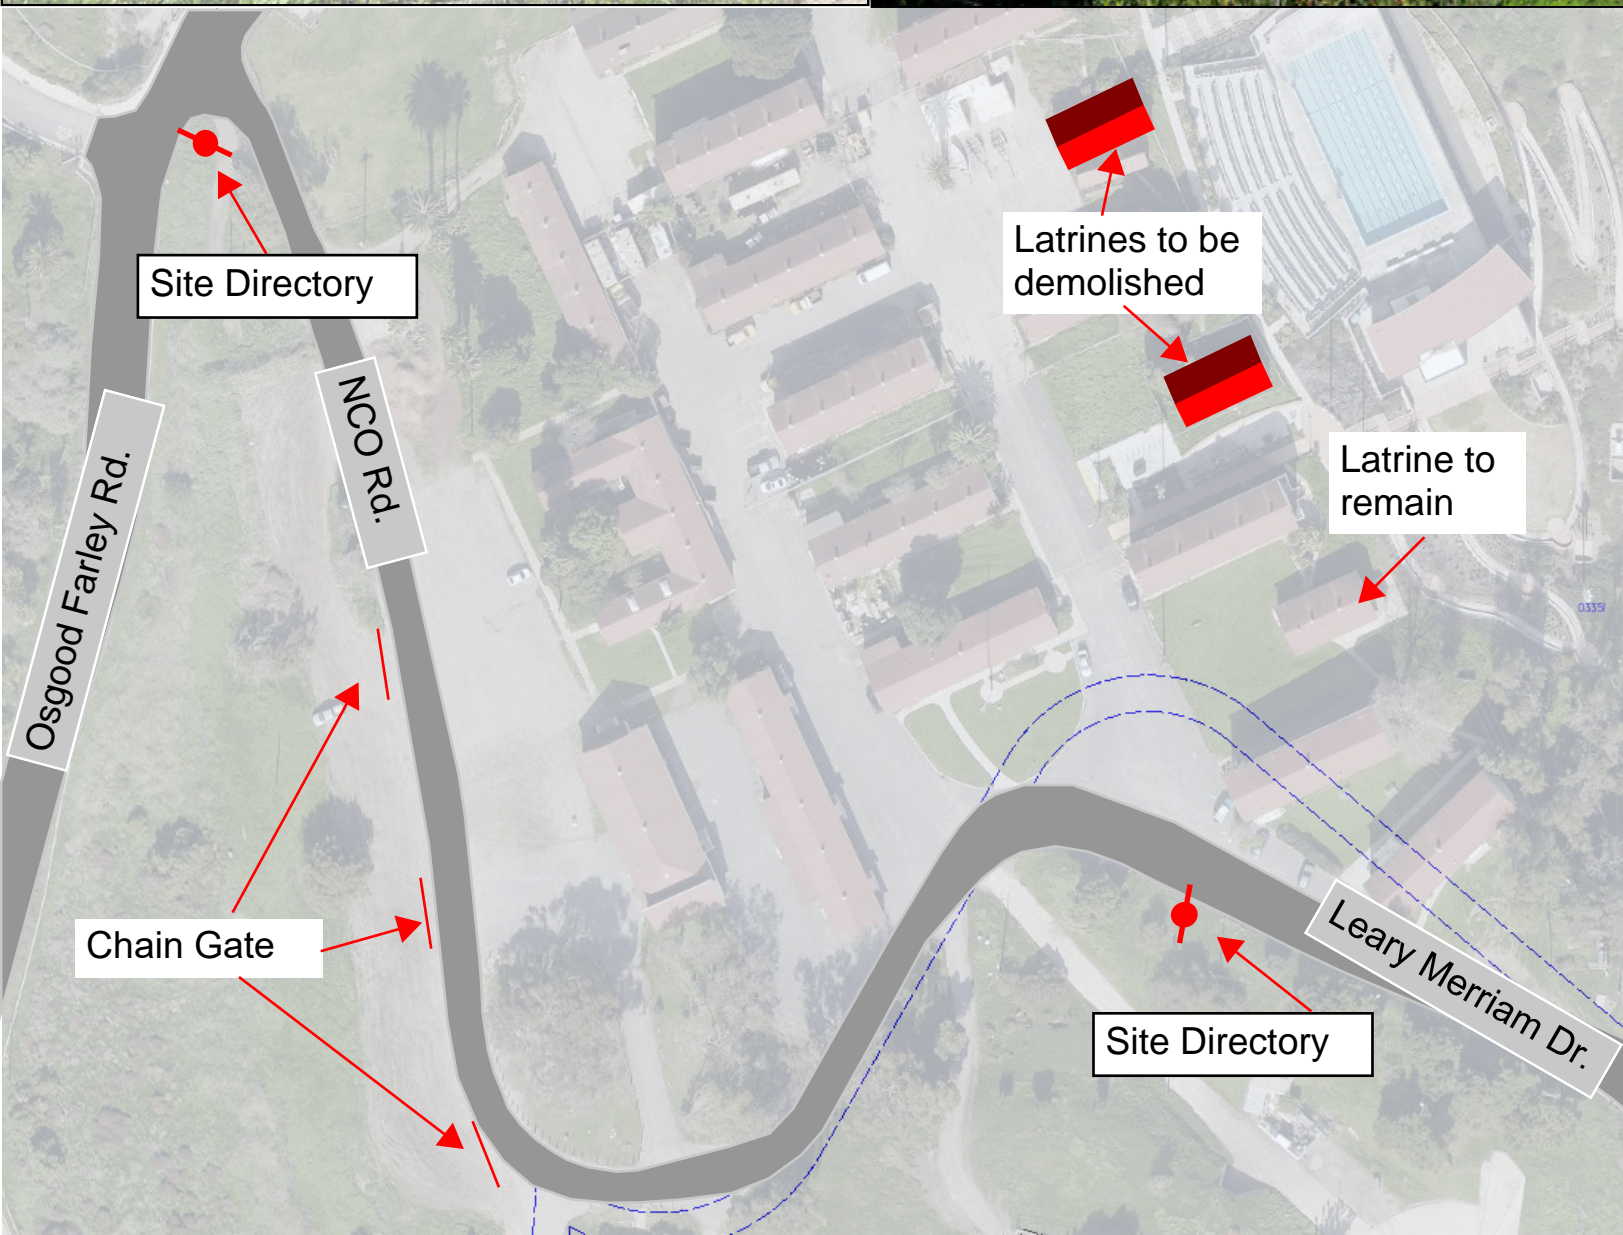 Latrines to be
demolished
Site Directory
NCO Rd.
Latrine to
remain
Osgood Farley Rd.
03351
Chain Gate
Leary Merriam Dr.
Site Directory